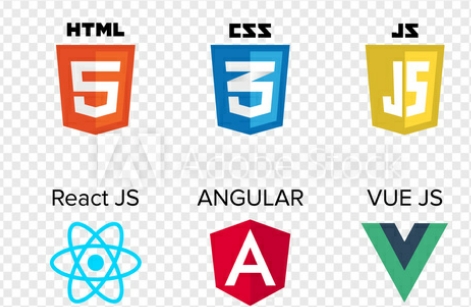 HTML CSS JS
5 3 JS
Adobe Stock
React JS ANGULAR VUE JS
A